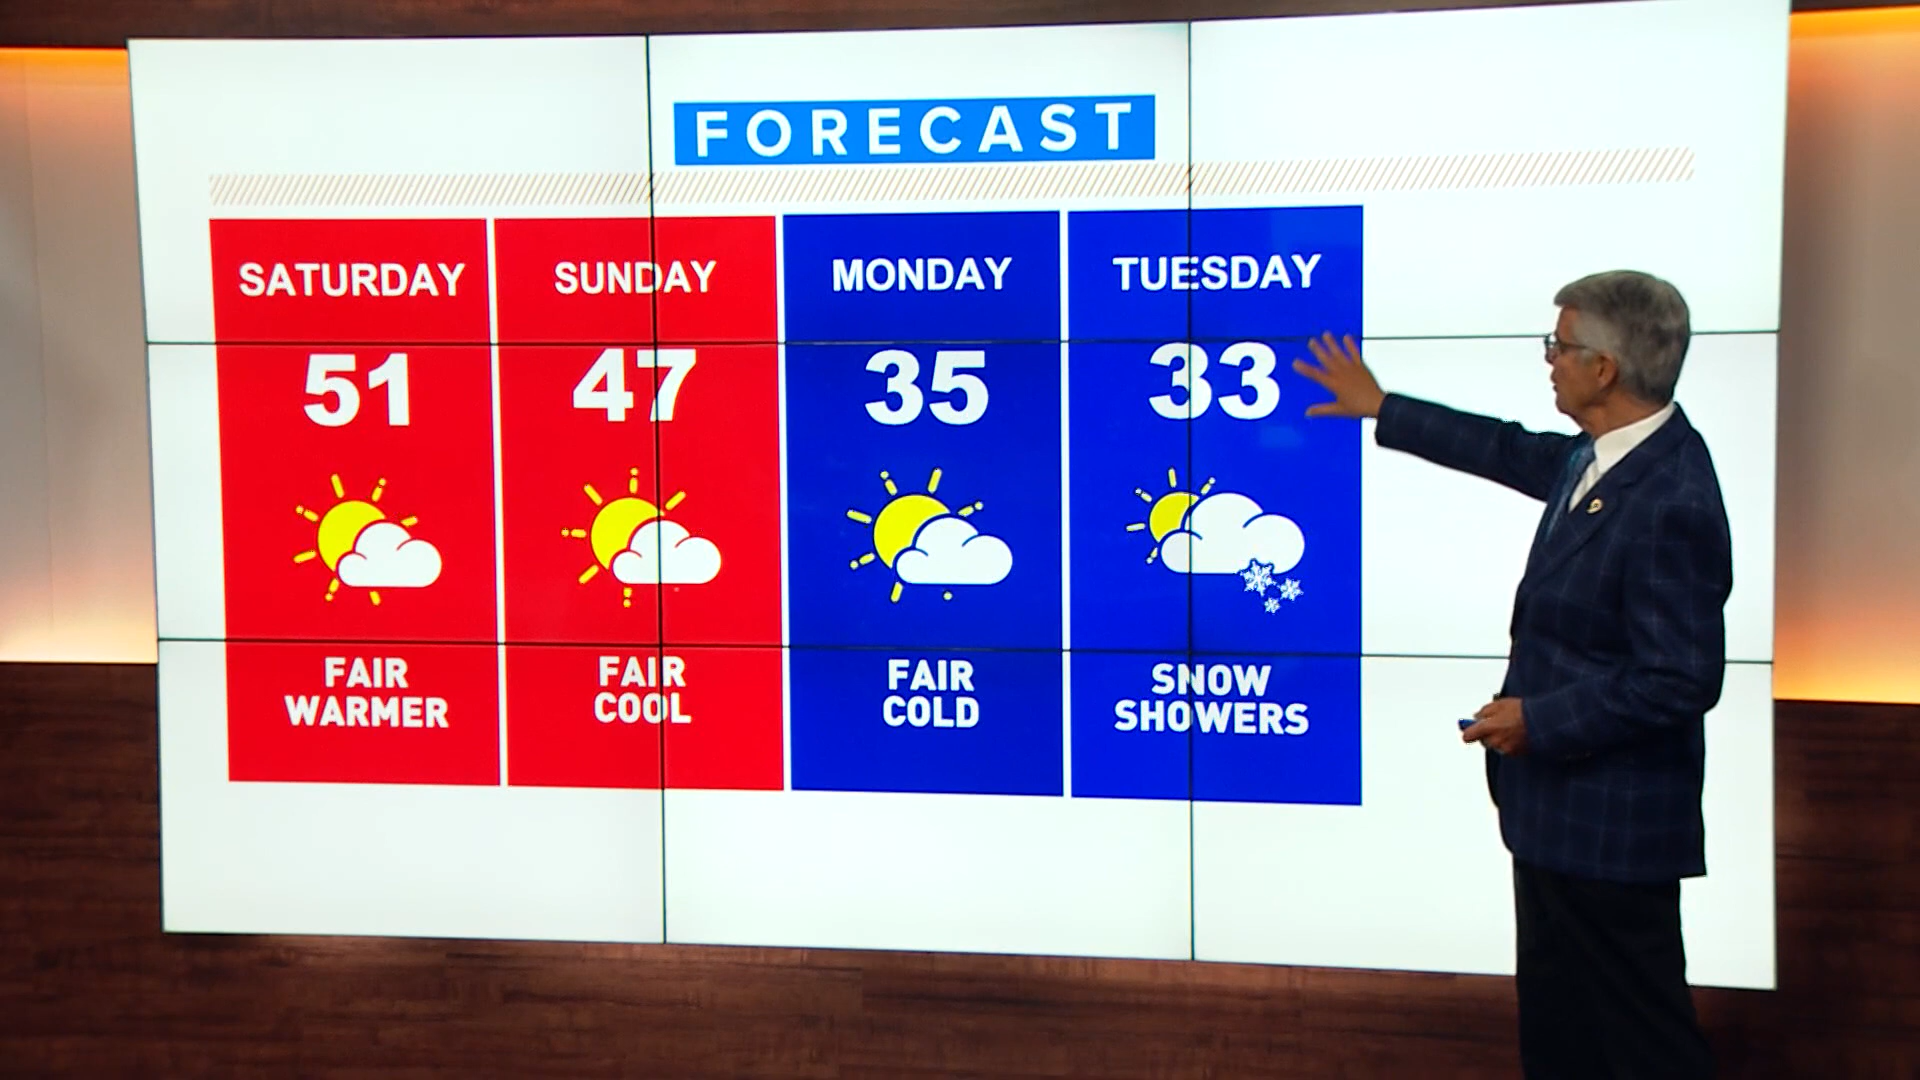 FORECAST
SATURDAY
51
FAIR
WARMER
SUNDAY
47
FAIR
COOL
MONDAY
35
FAIR
COLD
TUESDAY
33
SNOW
SHOWERS